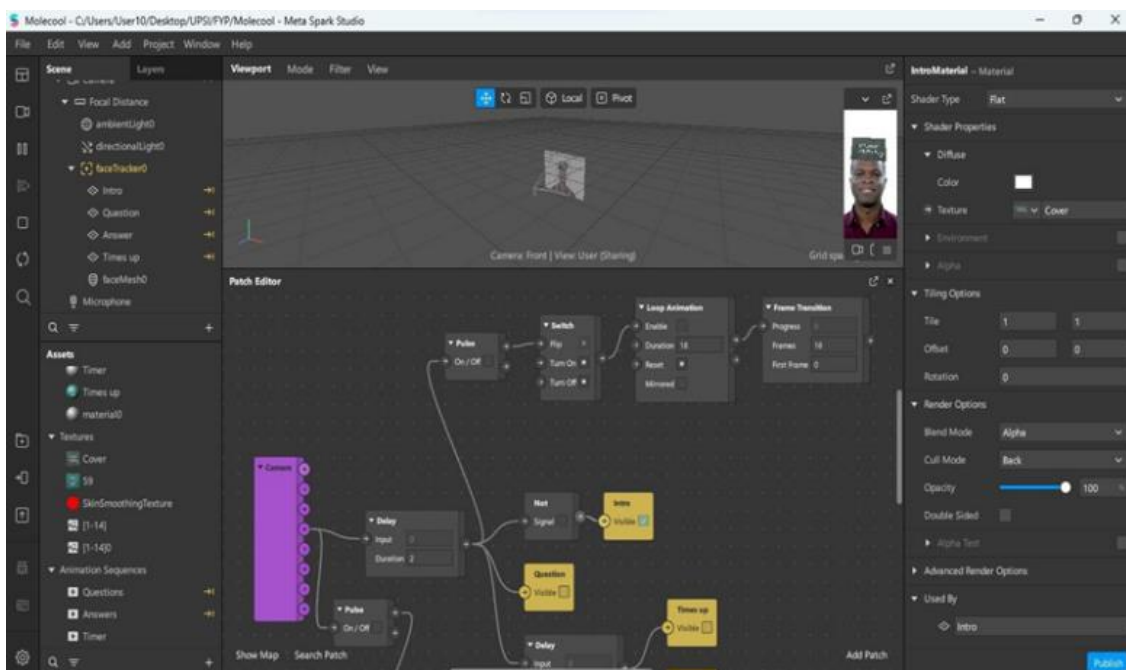 Molecool - C:/Users/User10/Desktop/UPSI/FYP/Molecool - Meta Spark Studio
File Edit View Add Project Window Help
Scene Layers
Focal Distance
ambientLight0
directionalLight0
faceTracker0
Intro
Question
Answer
Times up
faceMesh0
Microphone
Assets
Timer
Times up
material0
Textures
Cover
59
SkinSmoothingTexture
[1-14]
[1-14]0
Animation Sequences
Questions
Answers
Timer
Viewport Mode Filter View
Local Pivot
Camera: Front | View: User (Sharing)
Patch Editor
Pulse
On / Off
Switch
Flip
Turn On
Turn Off
Loop Animation
Enable
Duration 18
Reset
Mirrored
Frame Transition
Progress
Frames 18
First Frame 0
Camera
Delay
Input
Duration 2
Not
Signal
Intro
Visible
Question
Visible
Times up
Visible
Pulse
On / Off
Delay
Input
Show Map Search Patch
Add Patch
IntroMaterial - Material
Shader Type Flat
Shader Properties
Diffuse
Color
Texture Cover
Environment
Alpha
Tiling Options
Tile 1 1
Offset 0 0
Rotation 0
Render Options
Blend Mode Alpha
Cull Mode Back
Opacity 100 %
Double Sided
Alpha Test
Advanced Render Options
Used By
Intro
Publish